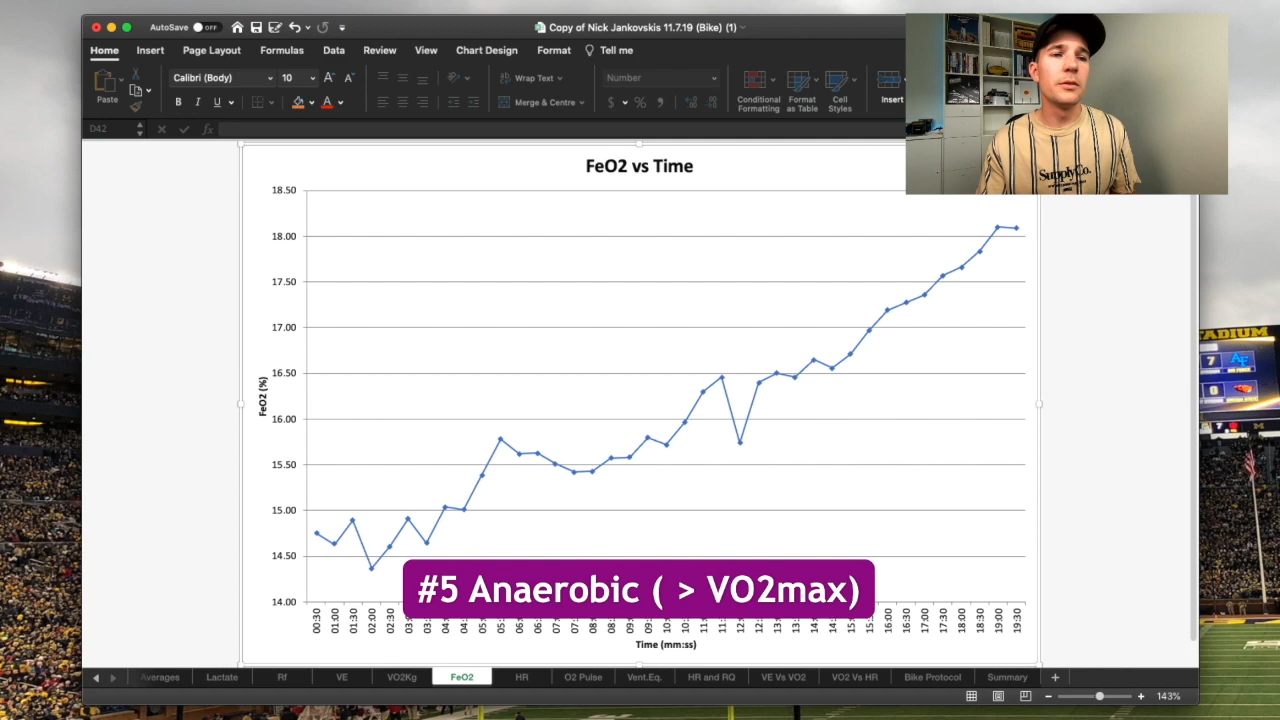 AutoSave OFF
Copy of Nick Jankovskis 11.7.19 (Bike) (1)
Home Insert Page Layout Formulas Data Review View Chart Design Format Tell me
Paste
Calibri (Body) 10
B I U
Wrap Text
Merge & Centre
Number
$ % 
Conditional Formatting
Format as Table
Cell Styles
Insert
D42 fx
SupplyCo.
FeO2 vs Time
18.50
18.00
17.50
17.00
16.50
16.00
15.50
15.00
14.50
14.00
FeO2 (%)
#5 Anaerobic ( > VO2max)
00:30 01:00 01:30 02:00 15:30 16:00 16:30 17:00 17:30 18:00 18:30 19:00 19:30
Time (mm:ss)
Averages Lactate Rf VE VO2Kg FeO2 HR O2 Pulse Vent.Eq. HR and RQ VE Vs VO2 VO2 Vs HR Bike Protocol Summary +
143%
7 AF
0